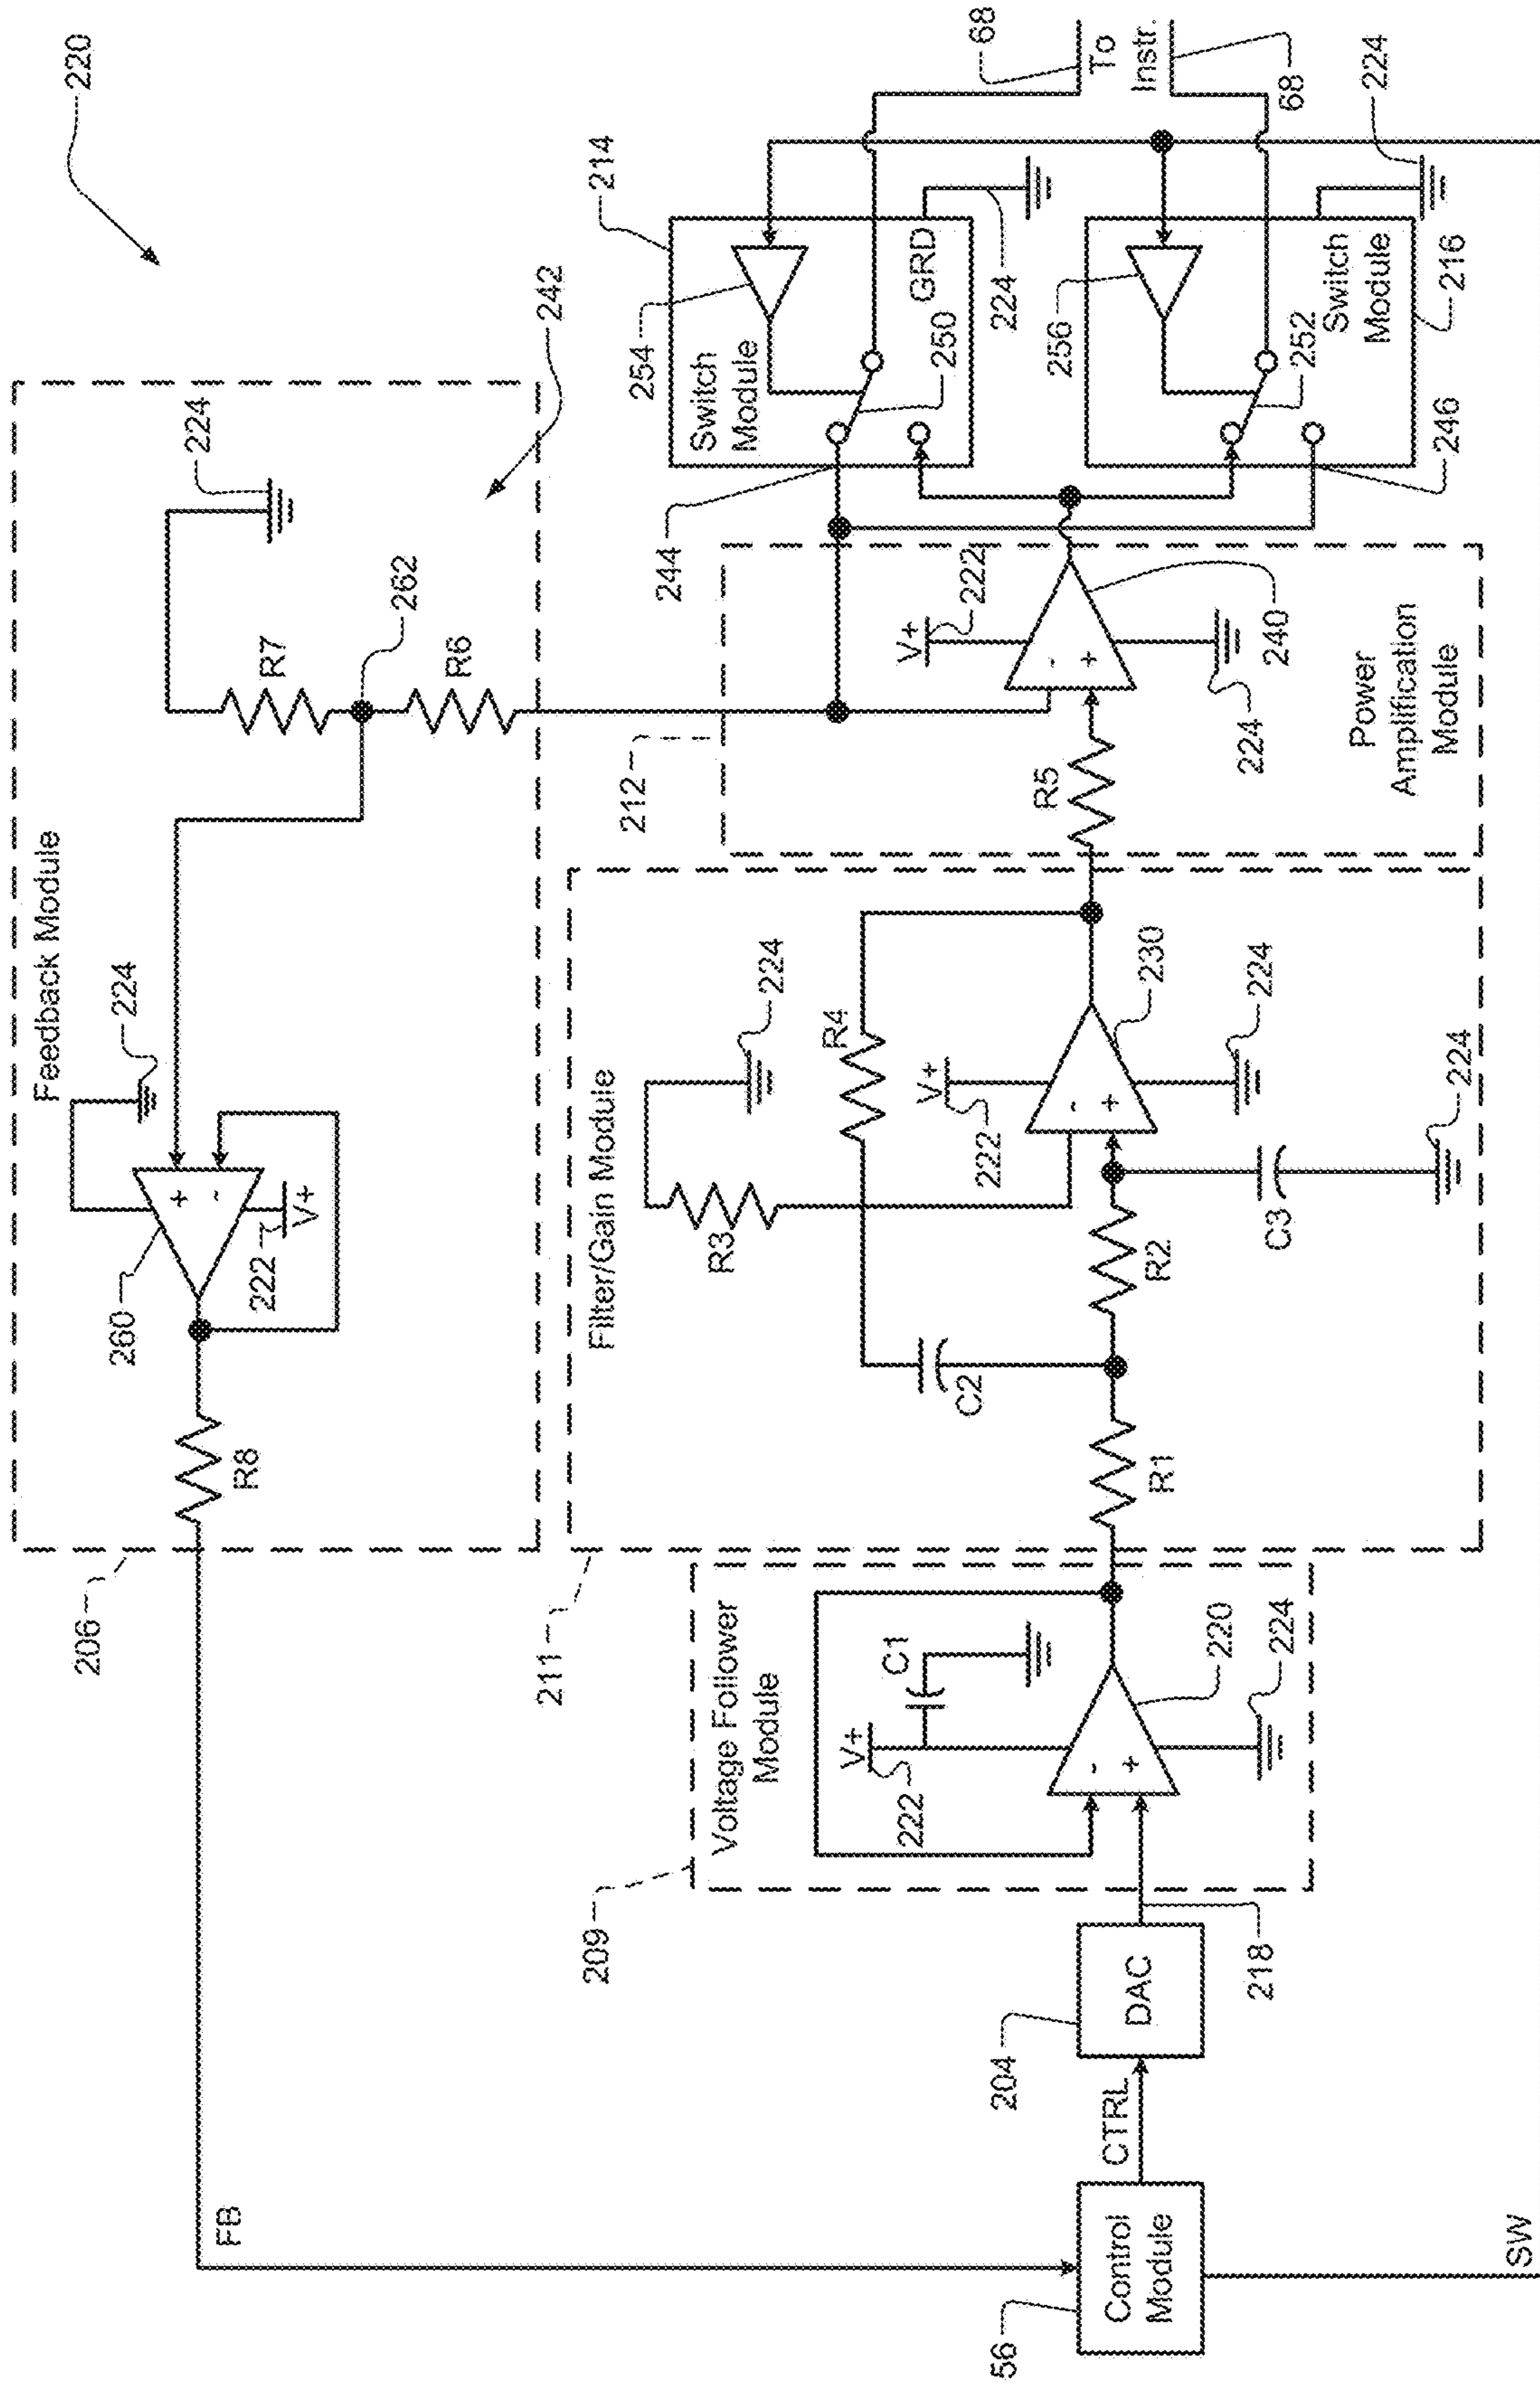 220
206
Feedback Module
FB
R8
260
222
V+
+
-
224
262
R7
R6
224
242
211
Filter/Gain Module
R1
C2
R2
R3
R4
224
V+
222
-
+
230
224
C3
224
209
Voltage Follower
Module
V+
222
C1
-
+
220
224
218
204
DAC
CTRL
56
Control
Module
SW
212
R5
V+
222
-
+
240
224
Power
Amplification
Module
244
254
Switch
Module
250
GRD
224
214
246
256
252
Switch
Module
216
224
68
To
Instr.
68